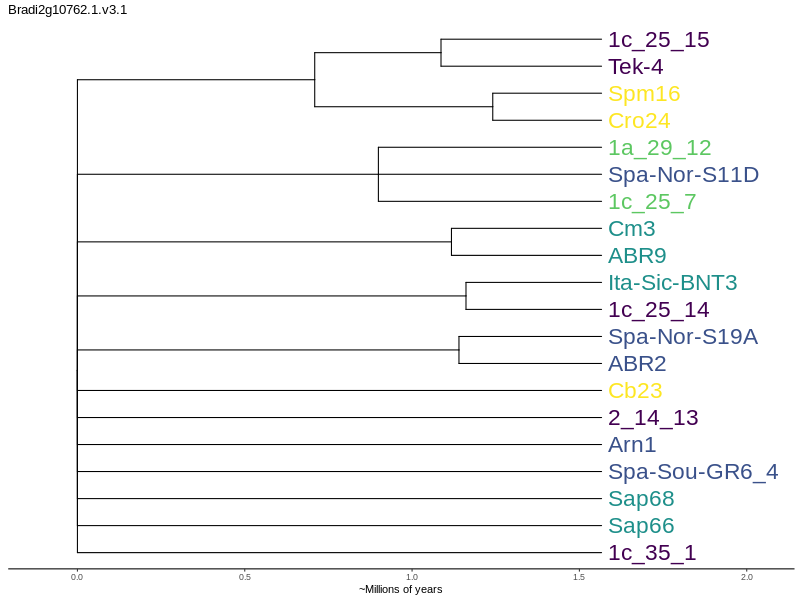 Bradi2g10762.1.v3.1
1c_25_15
Tek-4
Spm16
Cro24
1a_29_12
Spa-Nor-S11D
1c_25_7
Cm3
ABR9
Ita-Sic-BNT3
1c_25_14
Spa-Nor-S19A
ABR2
Cb23
2_14_13
Arn1
Spa-Sou-GR6_4
Sap68
Sap66
1c_35_1
0.0 0.5 1.0 1.5 2.0
~Millions of years